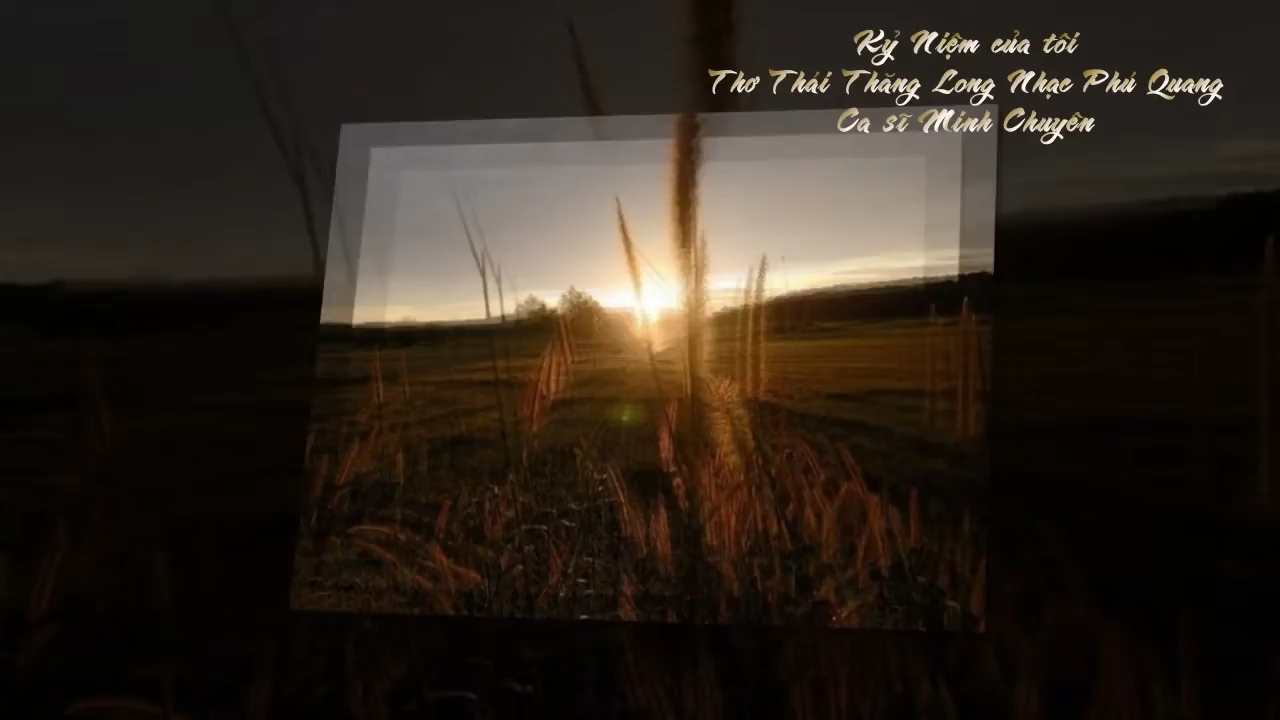 Kỷ Niệm của tôi
Thơ Thái Thăng Long Nhạc Phú Quang
Ca sĩ Minh Chuyên